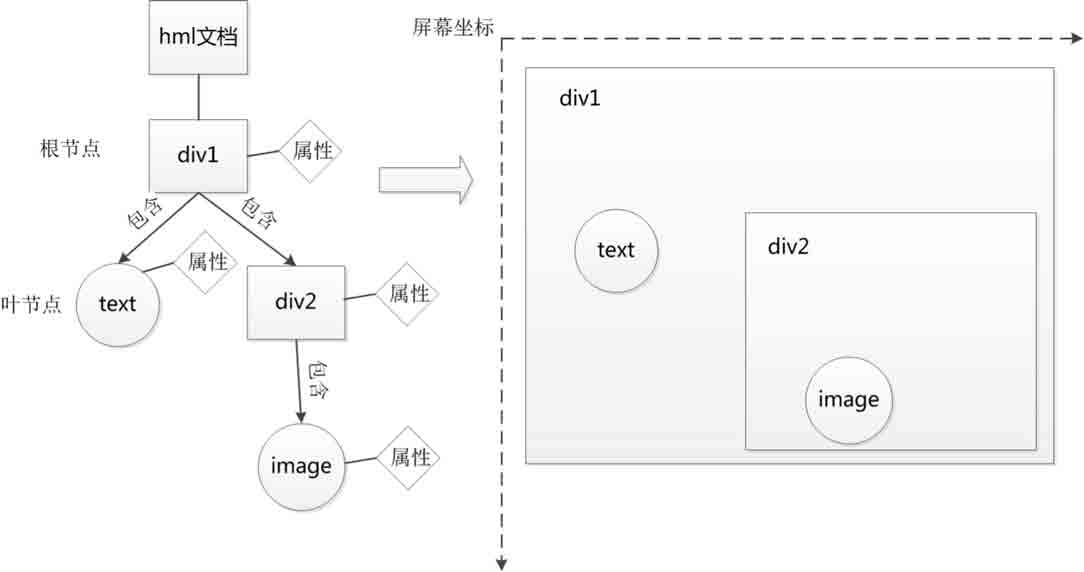 hml文档
根节点
div1
属性
包含
包含
叶节点
text
属性
div2
属性
包含
image
属性
屏幕坐标
div1
text
div2
image